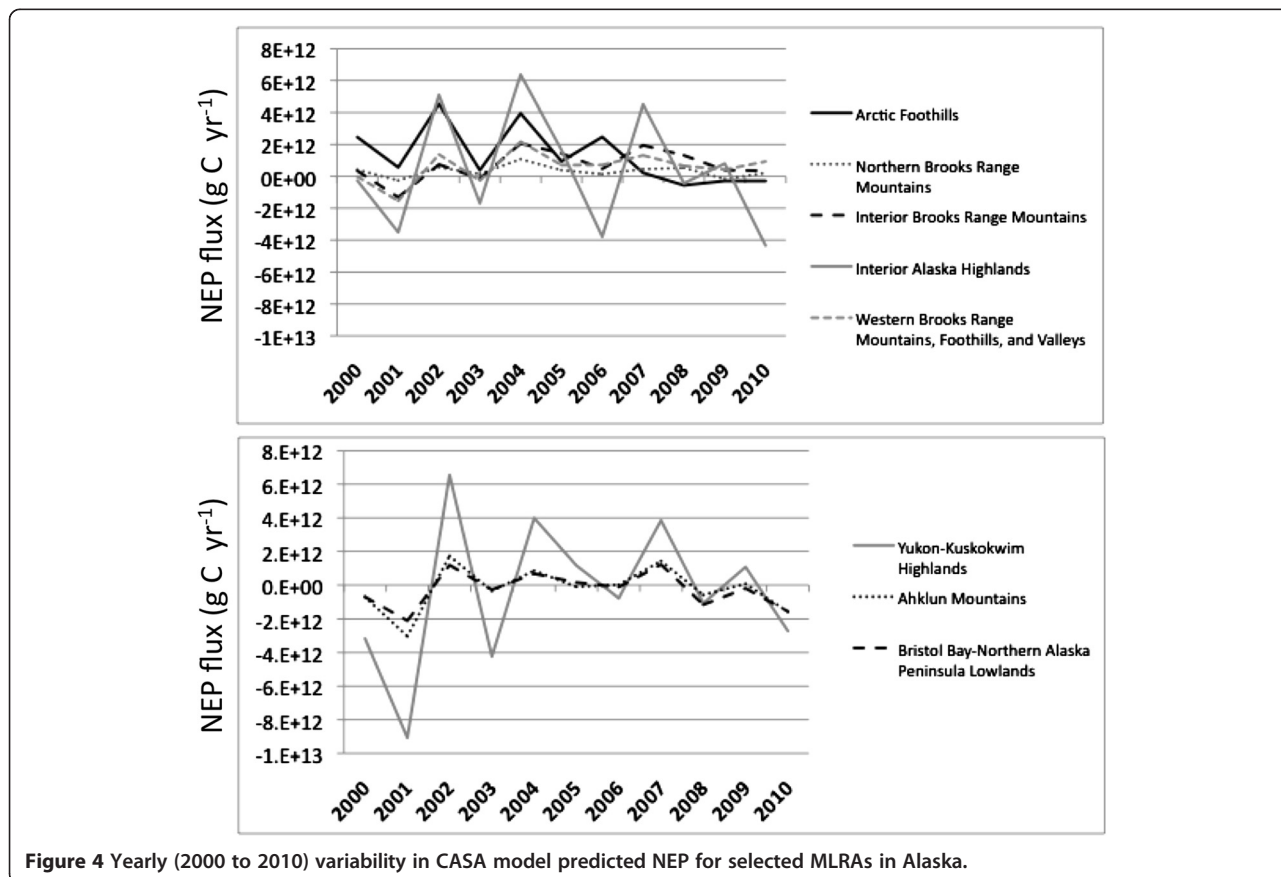 8E+12
6E+12
4E+12
2E+12
0E+00
-2E+12
-4E+12
-6E+12
-8E+12
-1E+13
NEP flux (g C yr-1)
2000
2001
2002
2003
2004
2005
2006
2007
2008
2009
2010
Arctic Foothills
Northern Brooks Range
Mountains
Interior Brooks Range Mountains
Interior Alaska Highlands
Western Brooks Range
Mountains, Foothills, and Valleys
8.E+12
6.E+12
4.E+12
2.E+12
0.E+00
-2.E+12
-4.E+12
-6.E+12
-8.E+12
-1.E+13
NEP flux (g C yr-1)
2000
2001
2002
2003
2004
2005
2006
2007
2008
2009
2010
Yukon-Kuskokwim
Highlands
Ahklun Mountains
Bristol Bay-Northern Alaska
Peninsula Lowlands
Figure 4 Yearly (2000 to 2010) variability in CASA model predicted NEP for selected MLRAs in Alaska.